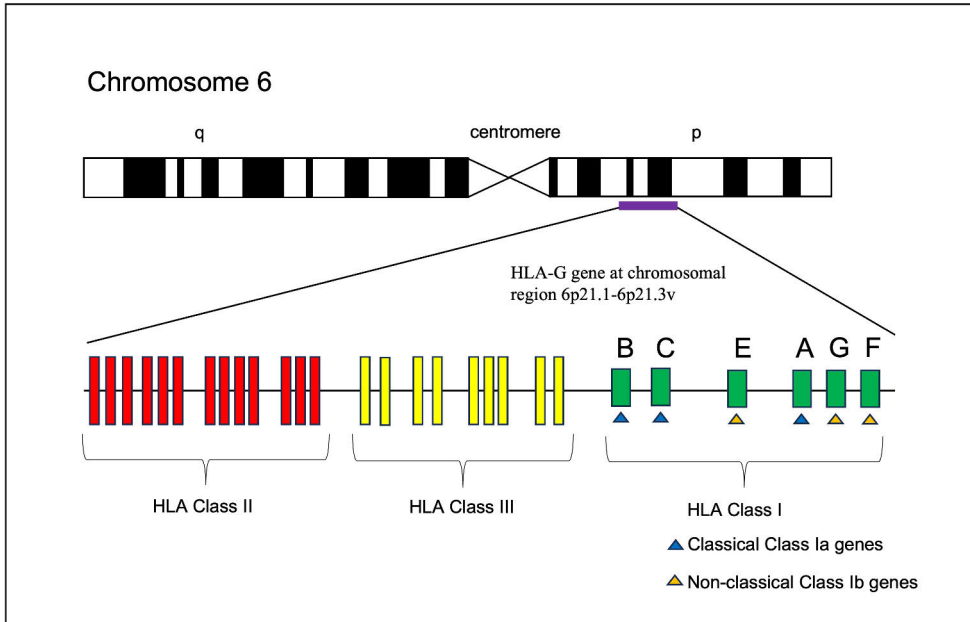 Chromosome 6
q centromere p
HLA-G gene at chromosomal
region 6p21.1-6p21.3v
B C E A G F
HLA Class II HLA Class III HLA Class I
Classical Class Ia genes
Non-classical Class Ib genes